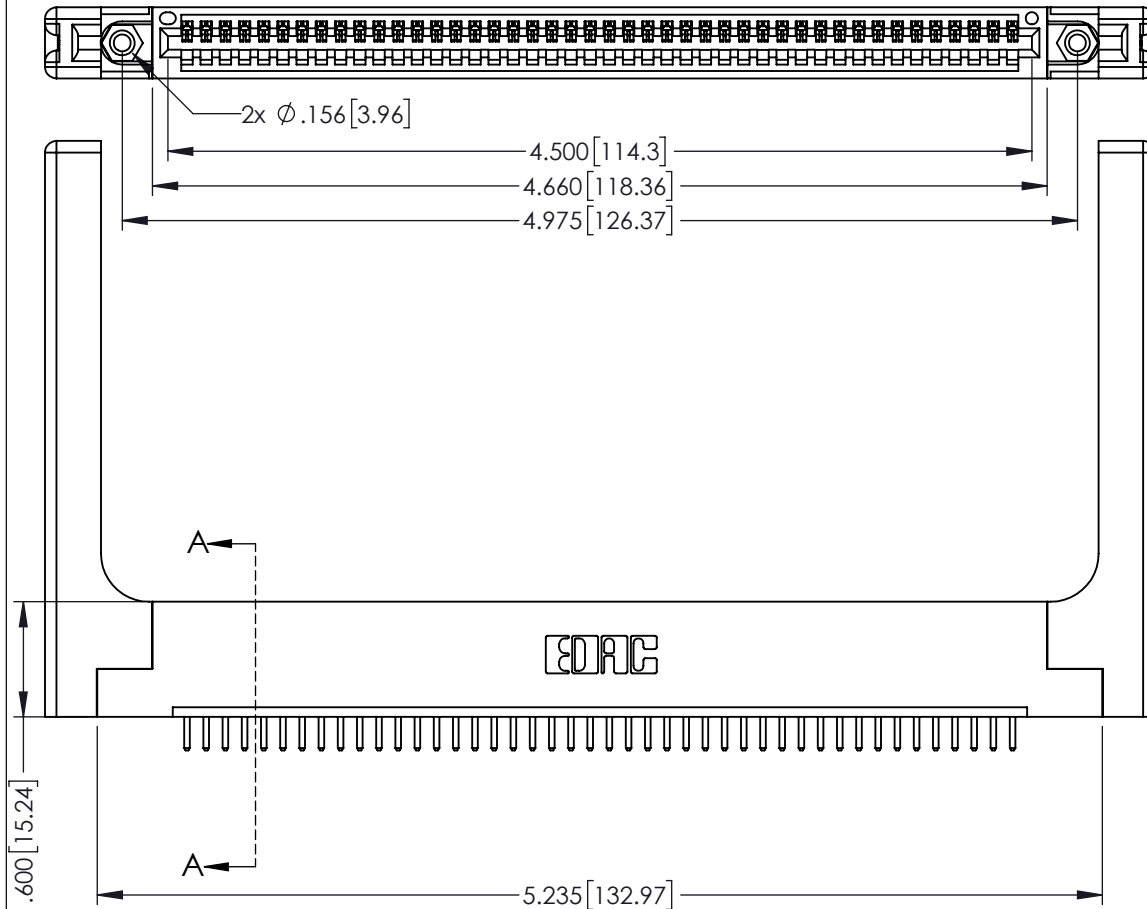 2x Ø.156[3.96]
4.500[114.3]
4.660[118.36]
4.975[126.37]
A
EDAC
.600[15.24]
A
5.235[132.97]